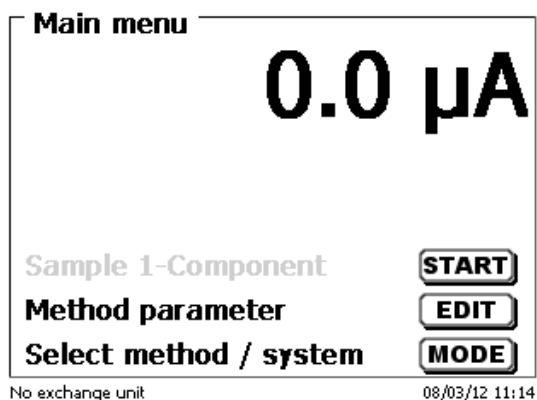 Main menu
0.0 µA
Sample 1-Component START
Method parameter EDIT
Select method / system MODE
No exchange unit 08/03/12 11:14